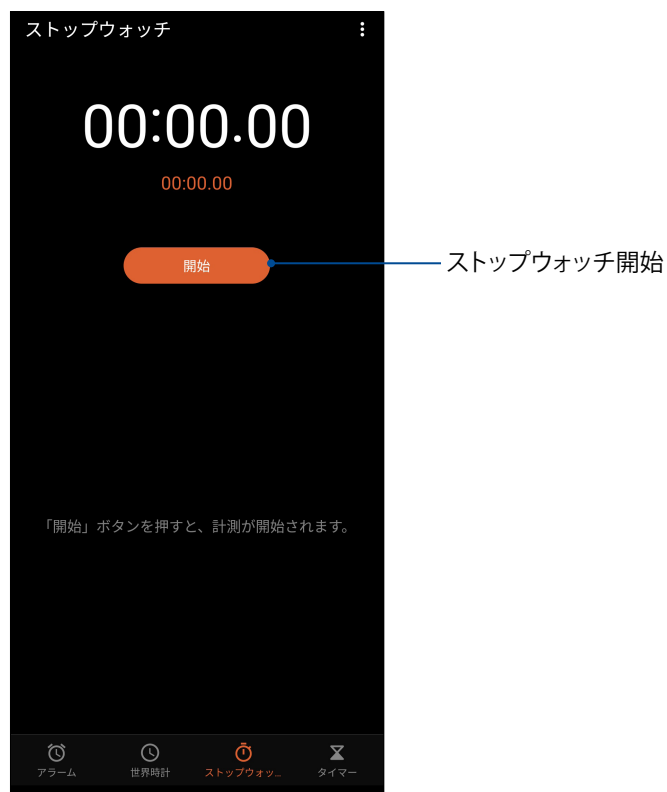 ストップウォッチ
00:00.00
00:00.00
開始
ストップウォッチ開始
「開始」ボタンを押すと、計測が開始されます。
アラーム
世界時計
ストップウォッ...
タイマー